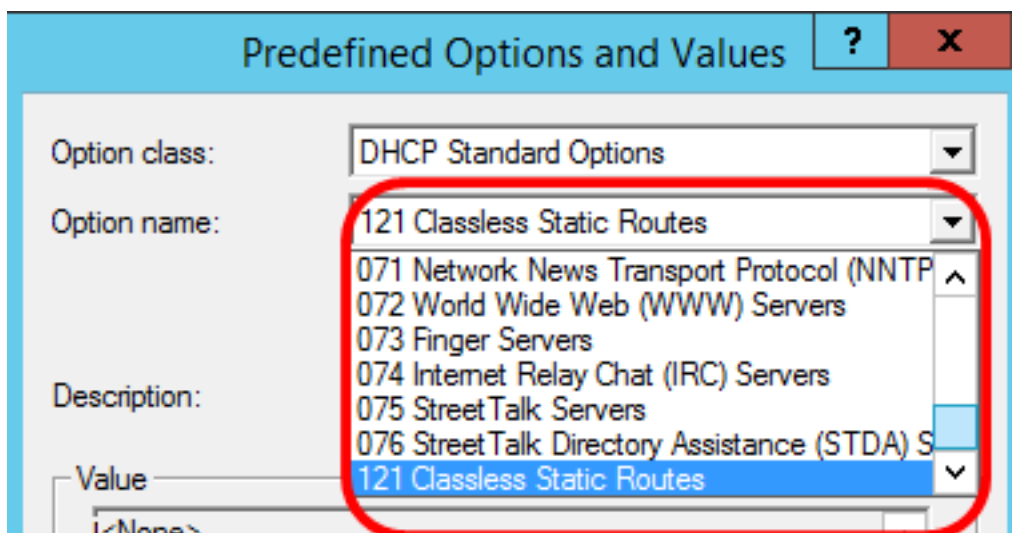 Predefined Options and Values ? x
Option class: DHCP Standard Options
Option name: 121 Classless Static Routes
071 Network News Transport Protocol (NNTP
072 World Wide Web (WWW) Servers
073 Finger Servers
074 Internet Relay Chat (IRC) Servers
Description:
075 StreetTalk Servers
076 StreetTalk Directory Assistance (STDA) S
Value
121 Classless Static Routes
<None>